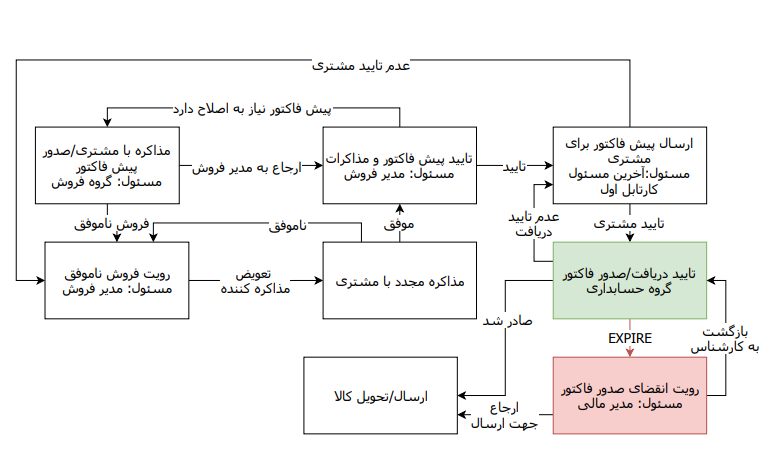 عدم تایید مشتری
پیش فاکتور نیاز به اصلاح دارد
مذاکره با مشتری/صدور
پیش فاکتور
مسئول: گروه فروش
ارجاع به مدیر فروش
تایید پیش فاکتور و مذاکرات
مسئول: مدیر فروش
تایید
ارسال پیش فاکتور برای
مشتری
مسئول:آخرین مسئول
کارتابل اول
فروش ناموفق
ناموفق
موفق
عدم تایید
دریافت
تایید مشتری
رویت فروش ناموفق
مسئول: مدیر فروش
تعویض
مذاکره کننده
مذاکره مجدد با مشتری
تایید دریافت/صدور فاکتور
گروه حسابداری
صادر شد
EXPIRE
بازگشت
به کارشناس
ارسال/تحویل کالا
ارجاع
جهت ارسال
رویت انقضای صدور فاکتور
مسئول: مدیر مالی